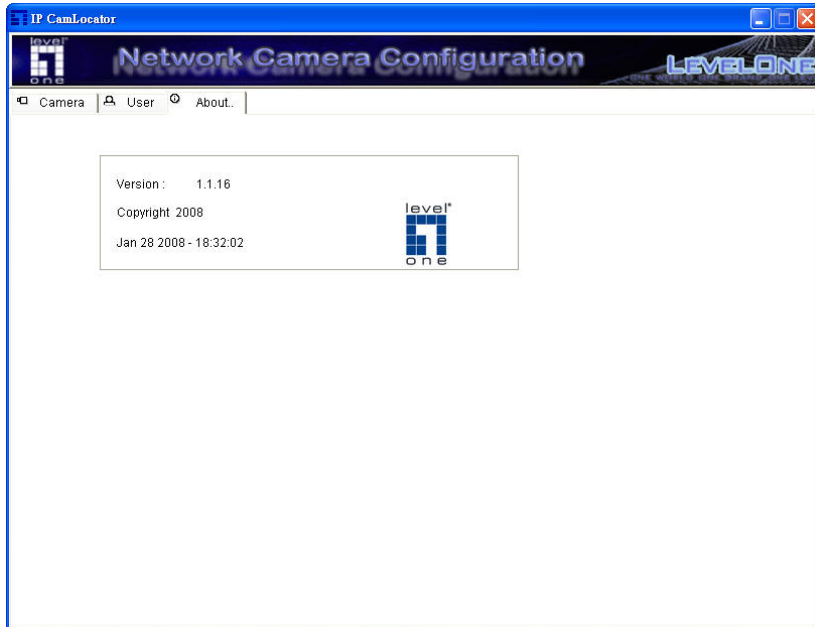 IP CamLocator
level one
Network Camera Configuration
LEVELONE
Camera User About..
Version : 1.1.16
Copyright 2008
Jan 28 2008 - 18:32:02
level
one